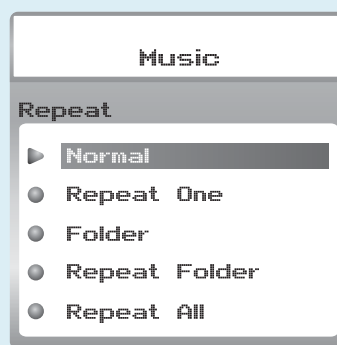 Music
Repeat
Normal
Repeat One
Folder
Repeat Folder
Repeat All